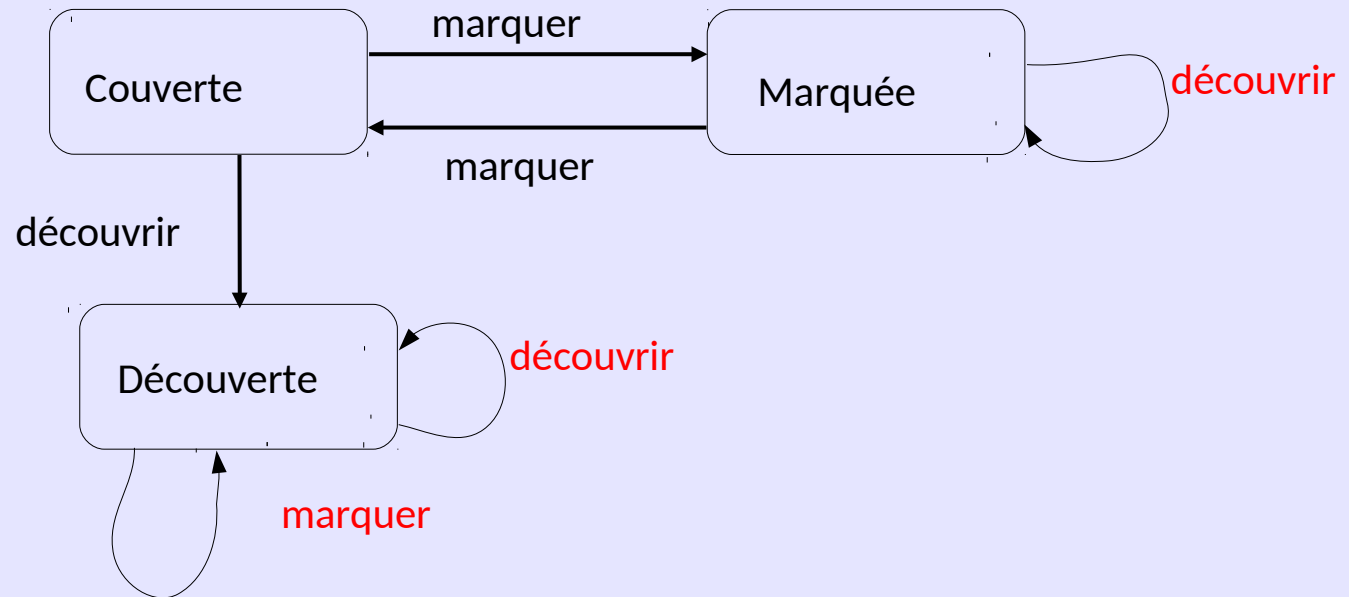 marquer
Couverte
Marquée
découvrir
marquer
découvrir
Découverte
découvrir
marquer